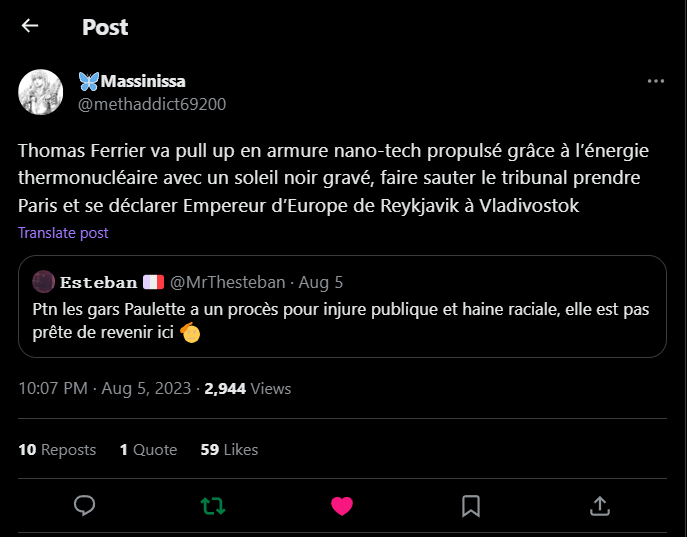 Post
🦋Massinissa
@methaddict69200
Thomas Ferrier va pull up en armure nano-tech propulsé grâce à l’énergie
thermonucléaire avec un soleil noir gravé, faire sauter le tribunal prendre
Paris et se déclarer Empereur d’Europe de Reykjavik à Vladivostok
Translate post
Esteban @MrThesteban · Aug 5
Ptn les gars Paulette a un procès pour injure publique et haine raciale, elle est pas
prête de revenir ici
10:07 PM · Aug 5, 2023 · 2,944 Views
10 Reposts 1 Quote 59 Likes